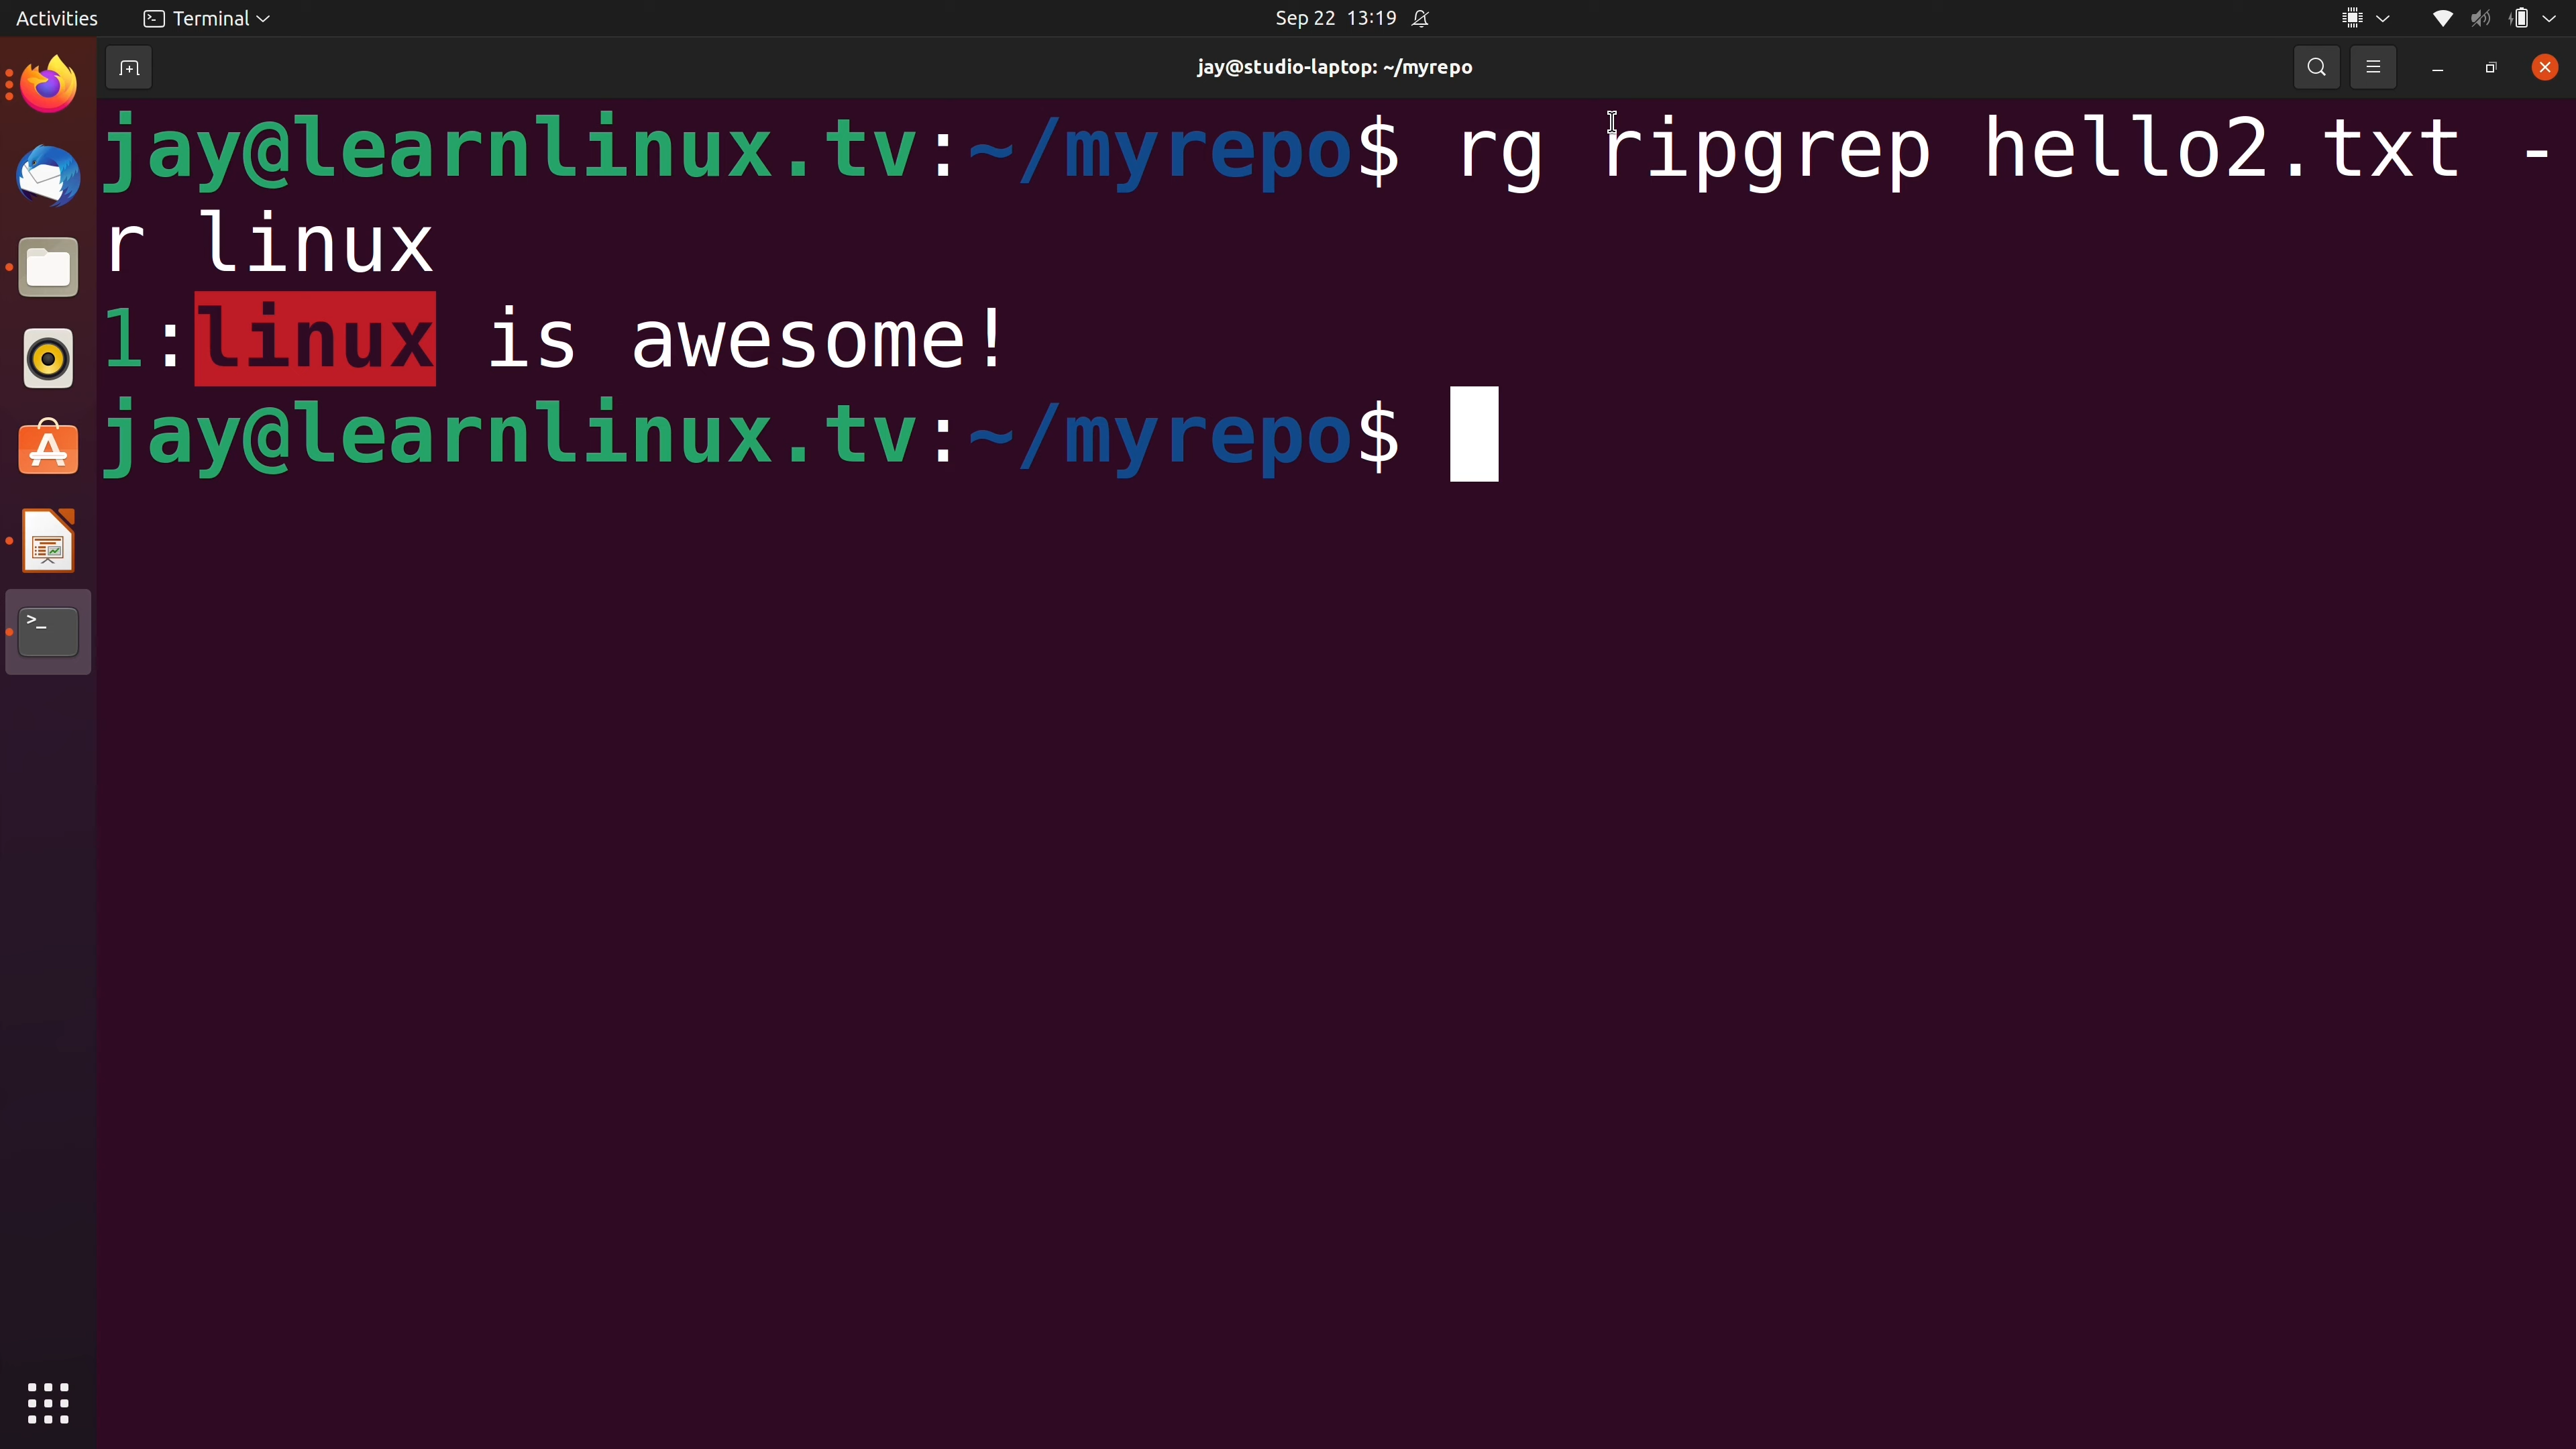 Activities Terminal Sep 22 13:19
jay@studio-laptop: ~/myrepo
jay@learnlinux.tv:~/myrepo$ rg ripgrep hello2.txt -
r linux
1:linux is awesome!
jay@learnlinux.tv:~/myrepo$